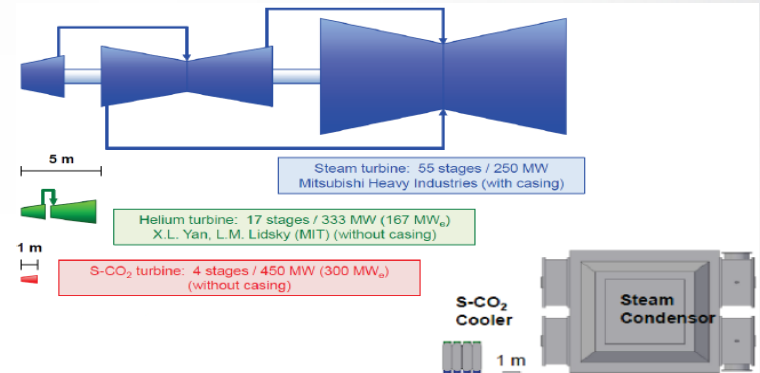 5 m
Steam turbine: 55 stages / 250 MW
Mitsubishi Heavy Industries (with casing)
Helium turbine: 17 stages / 333 MW (167 MWe)
X.L. Yan, L.M. Lidsky (MIT) (without casing)
1 m
S-CO₂ turbine: 4 stages / 450 MW (300 MWₑ)
(without casing)
S-CO₂
Cooler
Steam
Condensor
1 m